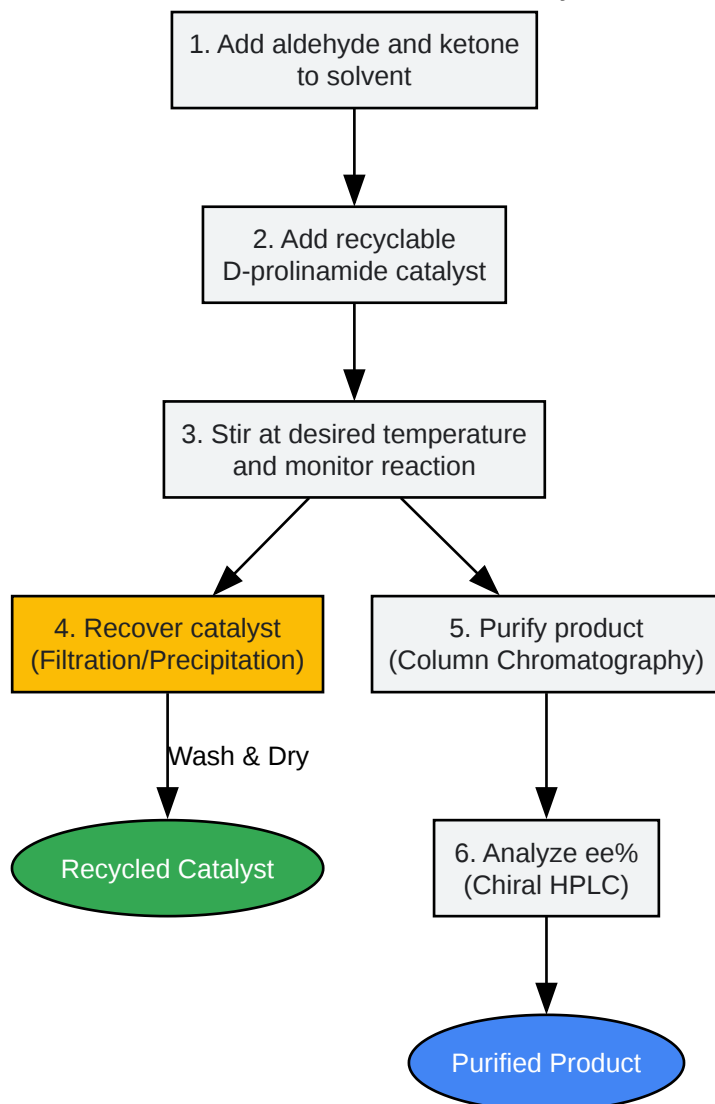 1. Add aldehyde and ketone
to solvent
2. Add recyclable
D-prolinamide catalyst
3. Stir at desired temperature
and monitor reaction
4. Recover catalyst
(Filtration/Precipitation)
5. Purify product
(Column Chromatography)
Wash & Dry
Recycled Catalyst
6. Analyze ee%
(Chiral HPLC)
Purified Product